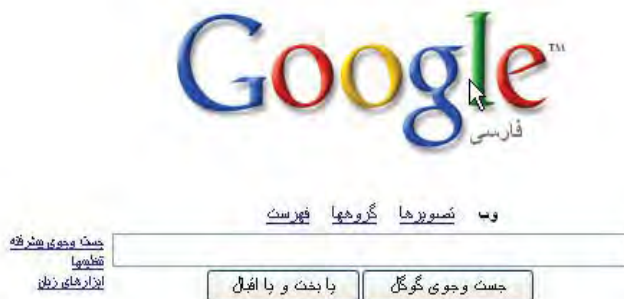 Google™
فارسی
وب تصویرها گروهها فهرست
جست وجوی پیشرفته
تنظیمها
ابزارهای زبان
جست وجوی گوگل
با بخت و با اقبال